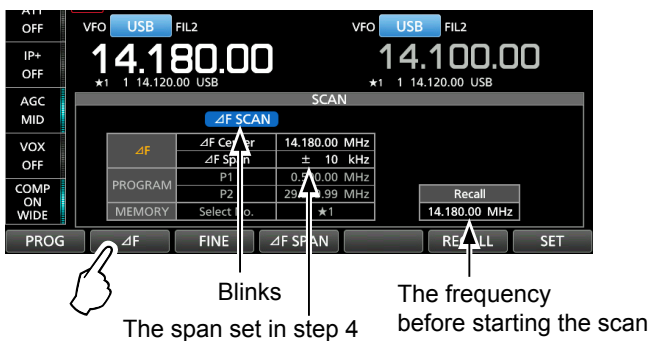 ATT
OFF
IP+
OFF
AGC
MID
VOX
OFF
COMP
ON
WIDE
VFO USB FIL2
14.180.00
★1 1 14.120.00 USB
VFO USB FIL2
14.100.00
★1 1 14.120.00 USB
SCAN
⊿F SCAN
⊿F ⊿F Center 14.180.00 MHz
⊿F Span ± 10 kHz
PROGRAM P1 MHz
P2 MHz
MEMORY Select No. ★1
Recall
14.180.00 MHz
PROG ⊿F FINE ⊿F SPAN RECALL SET
Blinks
The span set in step 4
The frequency
before starting the scan